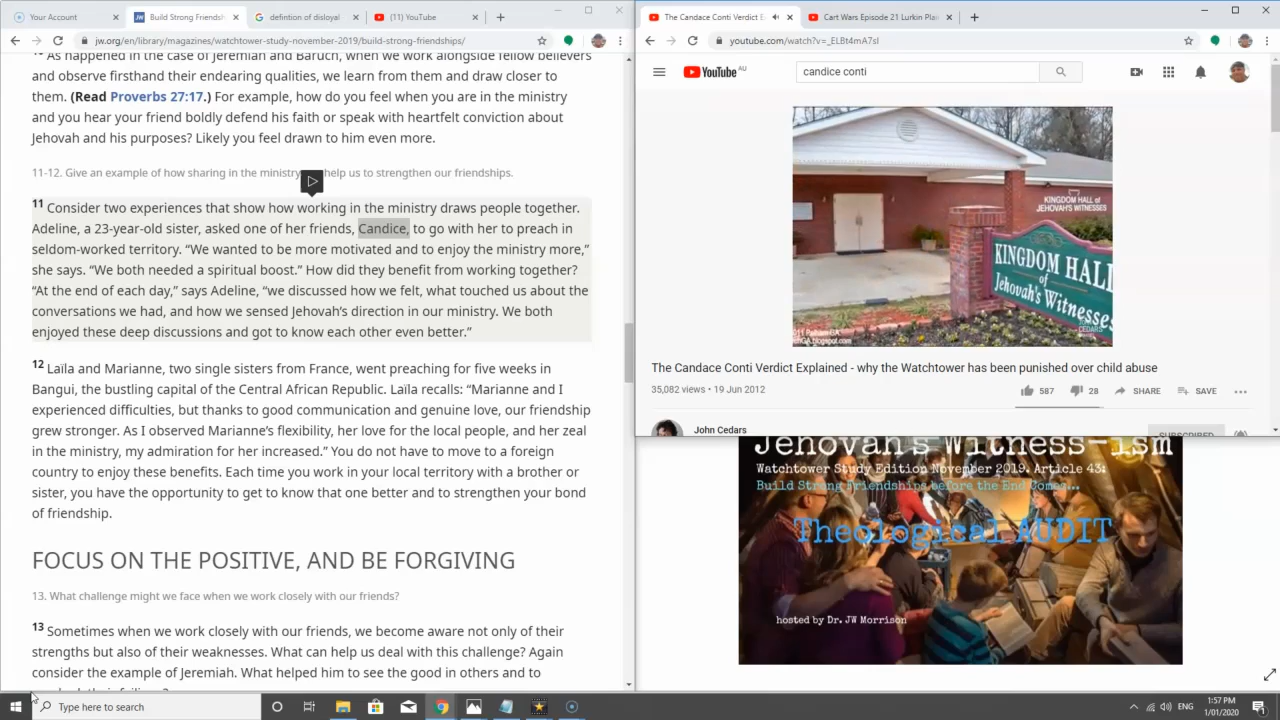 Your Account
Build Strong Friendsh
defintion of disloyal
(11) YouTube
jw.org/en/library/magazines/watchtower-study-november-2019/build-strong-friendships/
As happened in the case of Jeremiah and Baruch, when we work alongside fellow believers
and observe firsthand their endearing qualities, we learn from them and draw closer to
them. (Read Proverbs 27:17.) For example, how do you feel when you are in the ministry
and you hear your friend boldly defend his faith or speak with heartfelt conviction about
Jehovah and his purposes? Likely you feel drawn to him even more.
11-12. Give an example of how sharing in the ministry help us to strengthen our friendships.
11 Consider two experiences that show how working in the ministry draws people together.
Adeline, a 23-year-old sister, asked one of her friends, Candice, to go with her to preach in
seldom-worked territory. “We wanted to be more motivated and to enjoy the ministry more,”
she says. “We both needed a spiritual boost.” How did they benefit from working together?
“At the end of each day,” says Adeline, “we discussed how we felt, what touched us about the
conversations we had, and how we sensed Jehovah’s direction in our ministry. We both
enjoyed these deep discussions and got to know each other even better.”
12 Laïla and Marianne, two single sisters from France, went preaching for five weeks in
Bangui, the bustling capital of the Central African Republic. Laïla recalls: “Marianne and I
experienced difficulties, but thanks to good communication and genuine love, our friendship
grew stronger. As I observed Marianne’s flexibility, her love for the local people, and her zeal
in the ministry, my admiration for her increased.” You do not have to move to a foreign
country to enjoy these benefits. Each time you work in your local territory with a brother or
sister, you have the opportunity to get to know that one better and to strengthen your bond
of friendship.
FOCUS ON THE POSITIVE, AND BE FORGIVING
13. What challenge might we face when we work closely with our friends?
13 Sometimes when we work closely with our friends, we become aware not only of their
strengths but also of their weaknesses. What can help us deal with this challenge? Again
consider the example of Jeremiah. What helped him to see the good in others and to
The Candace Conti Verdict E
Cart Wars Episode 21 Lurkin Plai
youtube.com/watch?v=_ELBt4mA7sI
YouTube AU
candice conti
KINGDOM HALL of
JEHOVAH'S WITNESSES
KINGDOM HALL
of
Jehovah's Witnesses
CEDARS
The Candace Conti Verdict Explained - why the Watchtower has been punished over child abuse
35,082 views • 19 Jun 2012
587
28
SHARE
SAVE
John Cedars
SUBSCRIBED
Jehovah's Witness-ism
Watchtower Study Edition November 2019. Article 43:
Build Strong Friendships before the End Comes...
Theological AUDIT
hosted by Dr. JW Morrison
Type here to search
ENG
1:57 PM
1/01/2020